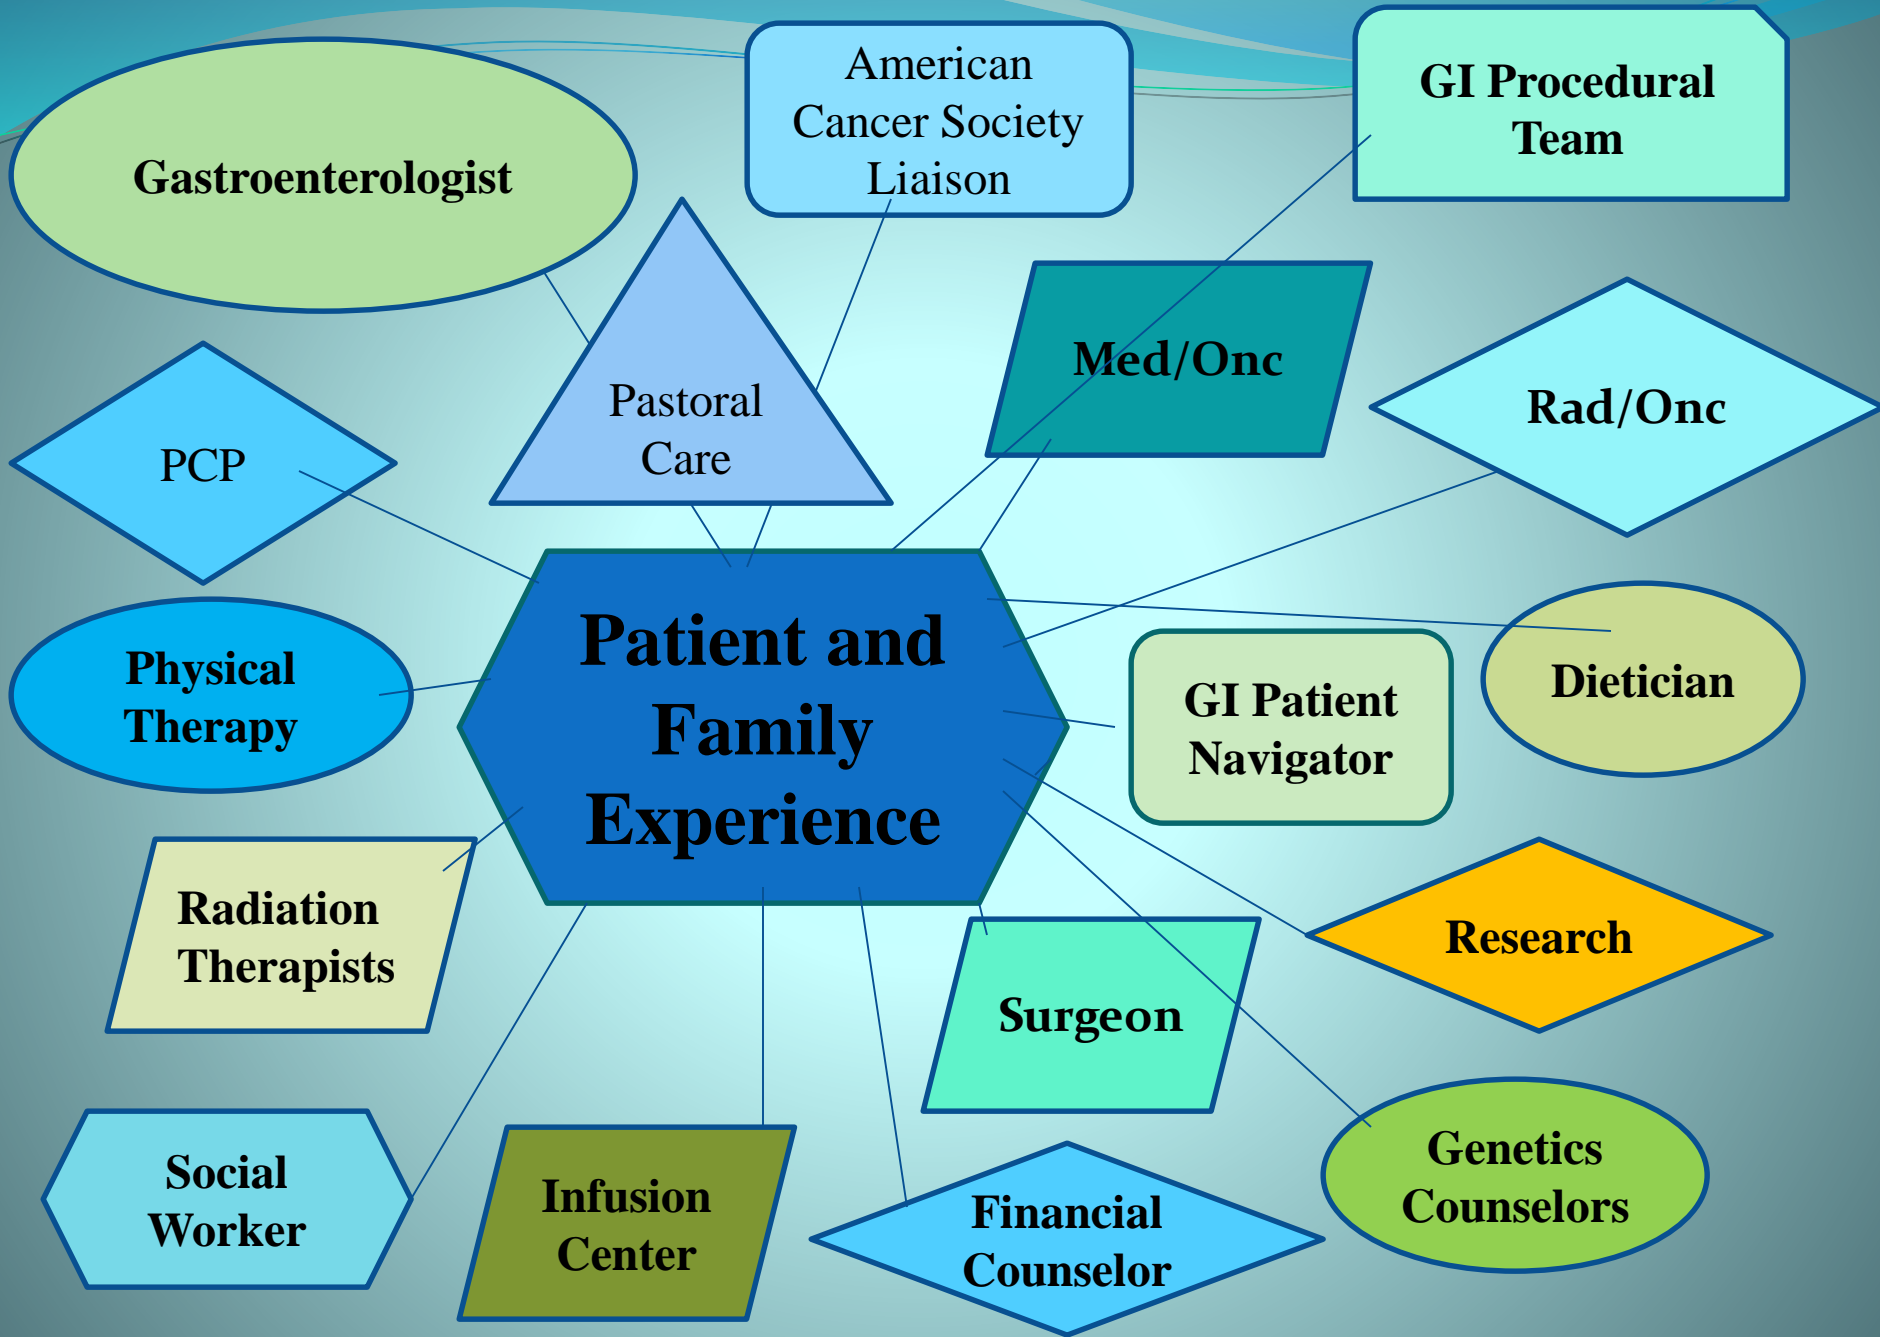 American
Cancer Society
Liaison
GI Procedural
Team
Gastroenterologist
Pastoral
Care
Med/Onc
Rad/Onc
PCP
Patient and
Family
Experience
Physical
Therapy
GI Patient
Navigator
Dietician
Radiation
Therapists
Surgeon
Research
Social
Worker
Infusion
Center
Financial
Counselor
Genetics
Counselors